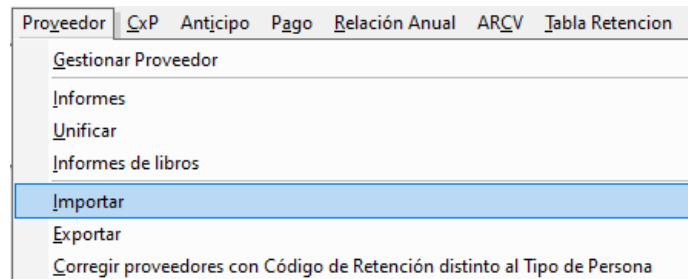 Proveedor CxP Anticipo Pago Relación Anual ARCV Tabla Retencion
Gestionar Proveedor
Informes
Unificar
Informes de libros
Importar
Exportar
Corregir proveedores con Código de Retención distinto al Tipo de Persona